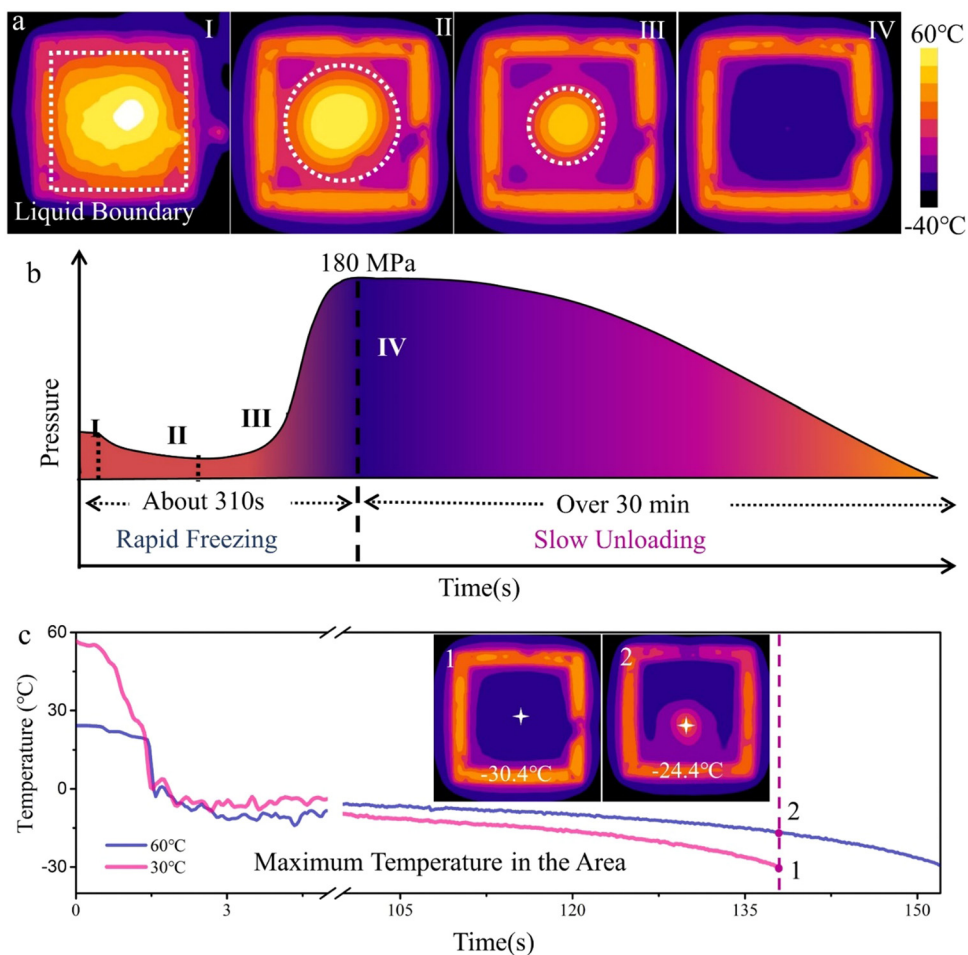 a
I
II
III
IV
60℃
-40℃
Liquid Boundary
b
180 MPa
Pressure
I
II
III
IV
About 310s
Over 30 min
Rapid Freezing
Slow Unloading
Time(s)
c
Temperature (℃)
60
30
0
-30
1
2
-30.4℃
-24.4℃
2
1
60℃
30℃
Maximum Temperature in the Area
0
3
105
120
135
150
Time(s)